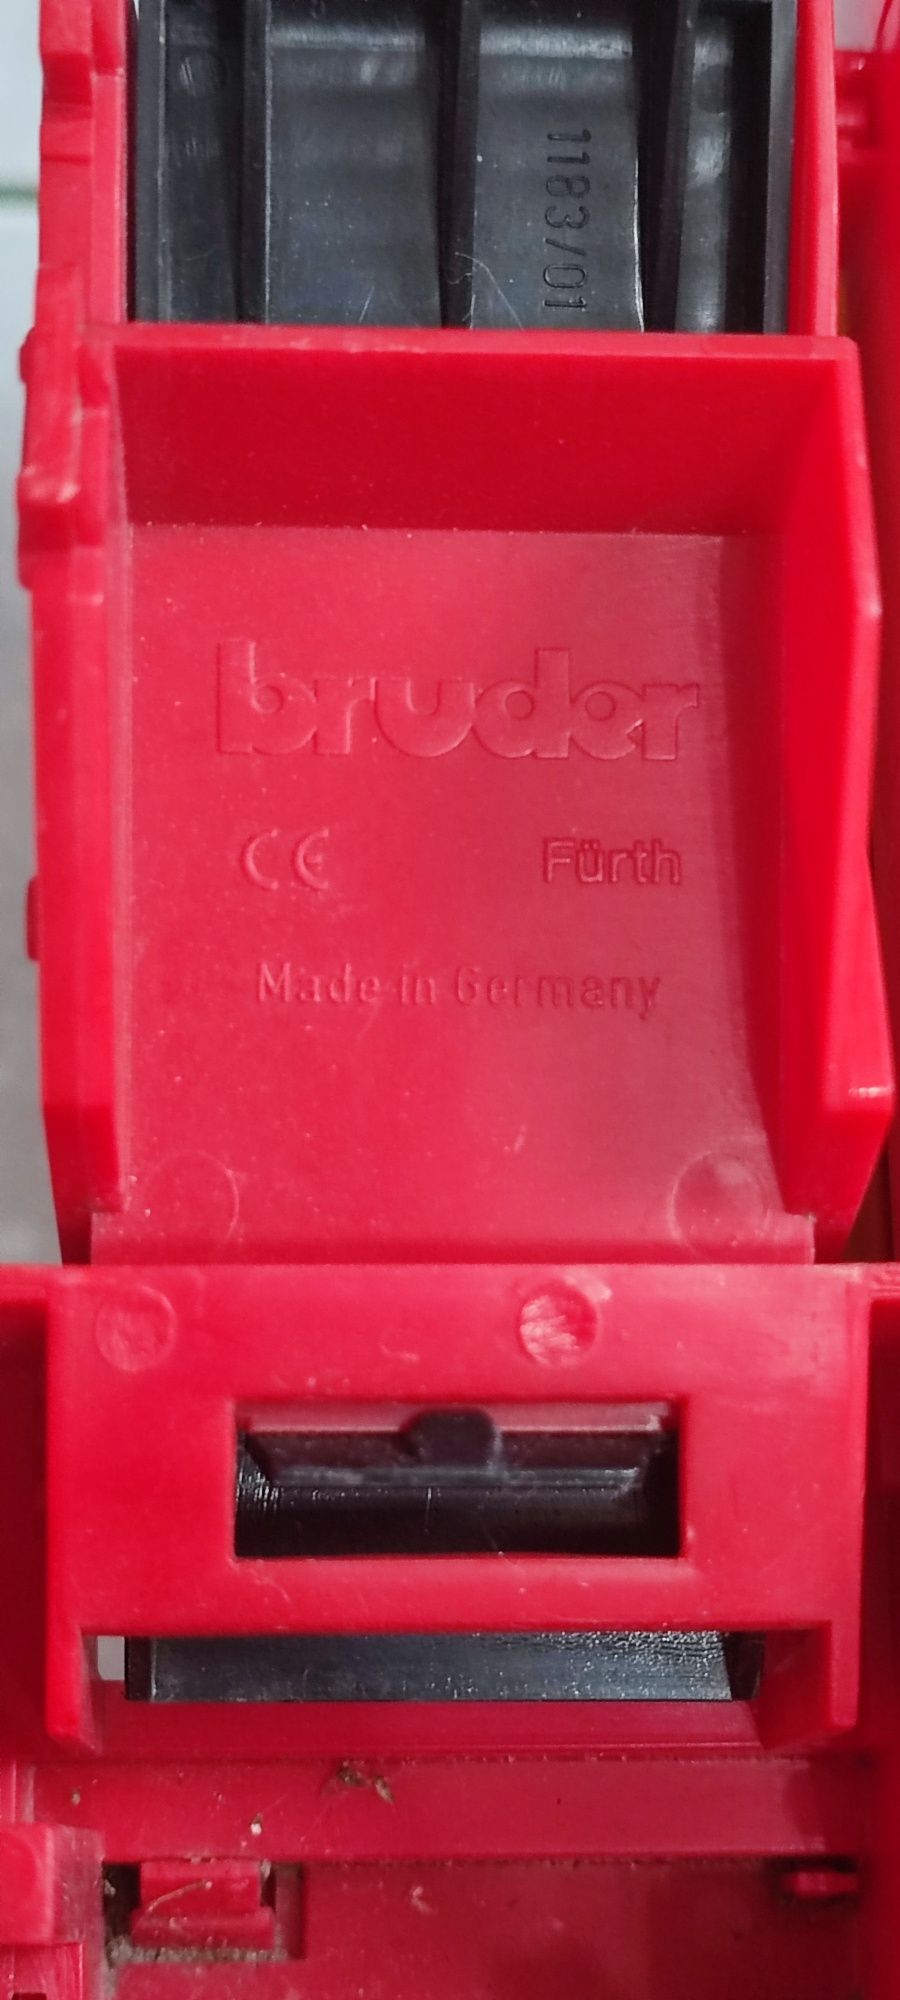 1183/01
bruder
CE Fürth
Made in Germany